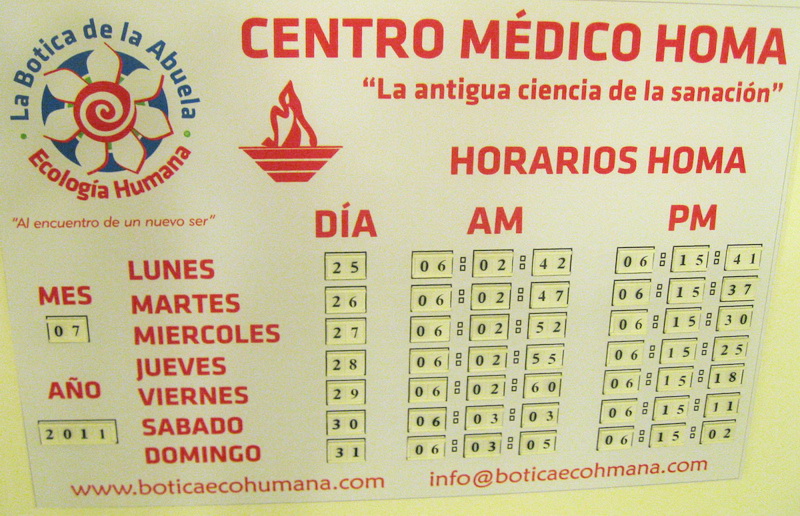 La Botica de la Abuela
Ecología Humana
"Al encuentro de un nuevo ser"
CENTRO MÉDICO HOMA
"La antigua ciencia de la sanación"
HORARIOS HOMA
DÍA AM PM
MES
07
AÑO
2011
LUNES 25 06:02:42 06:15:41
MARTES 26 06:02:47 06:15:37
MIERCOLES 27 06:02:52 06:15:30
JUEVES 28 06:02:55 06:15:25
VIERNES 29 06:02:60 06:15:18
SABADO 30 06:03:03 06:15:11
DOMINGO 31 06:03:05 06:15:02
www.boticaecohumana.com info@boticaecohmana.com